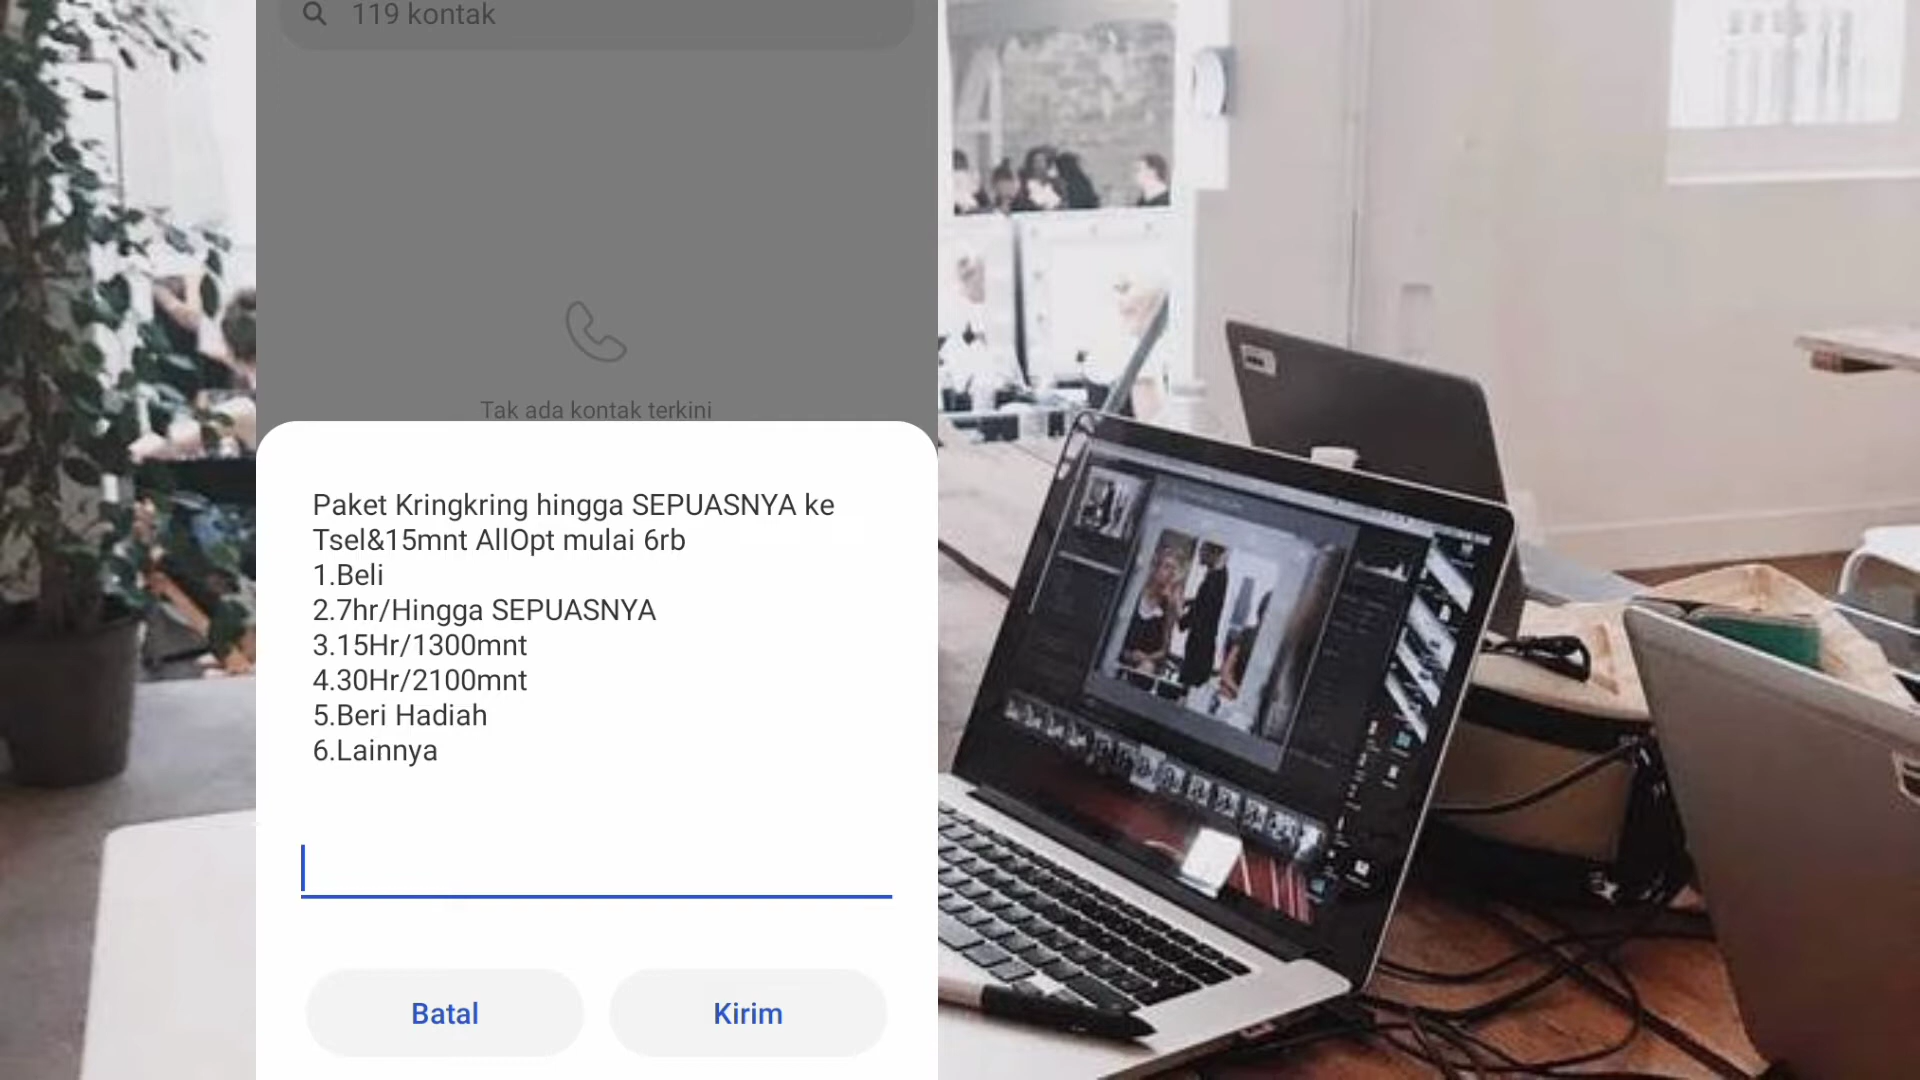 119 kontak
Tak ada kontak terkini
Paket Kringkring hingga SEPUASNYA ke
Tsel&15mnt AllOpt mulai 6rb
1.Beli
2.7hr/Hingga SEPUASNYA
3.15Hr/1300mnt
4.30Hr/2100mnt
5.Beri Hadiah
6.Lainnya
Batal
Kirim